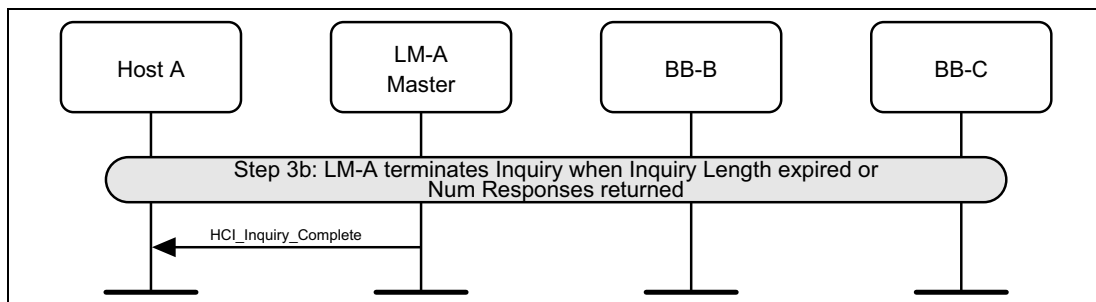 Host A
LM-A
Master
BB-B
BB-C
Step 3b: LM-A terminates Inquiry when Inquiry Length expired or
Num Responses returned
HCI_Inquiry_Complete